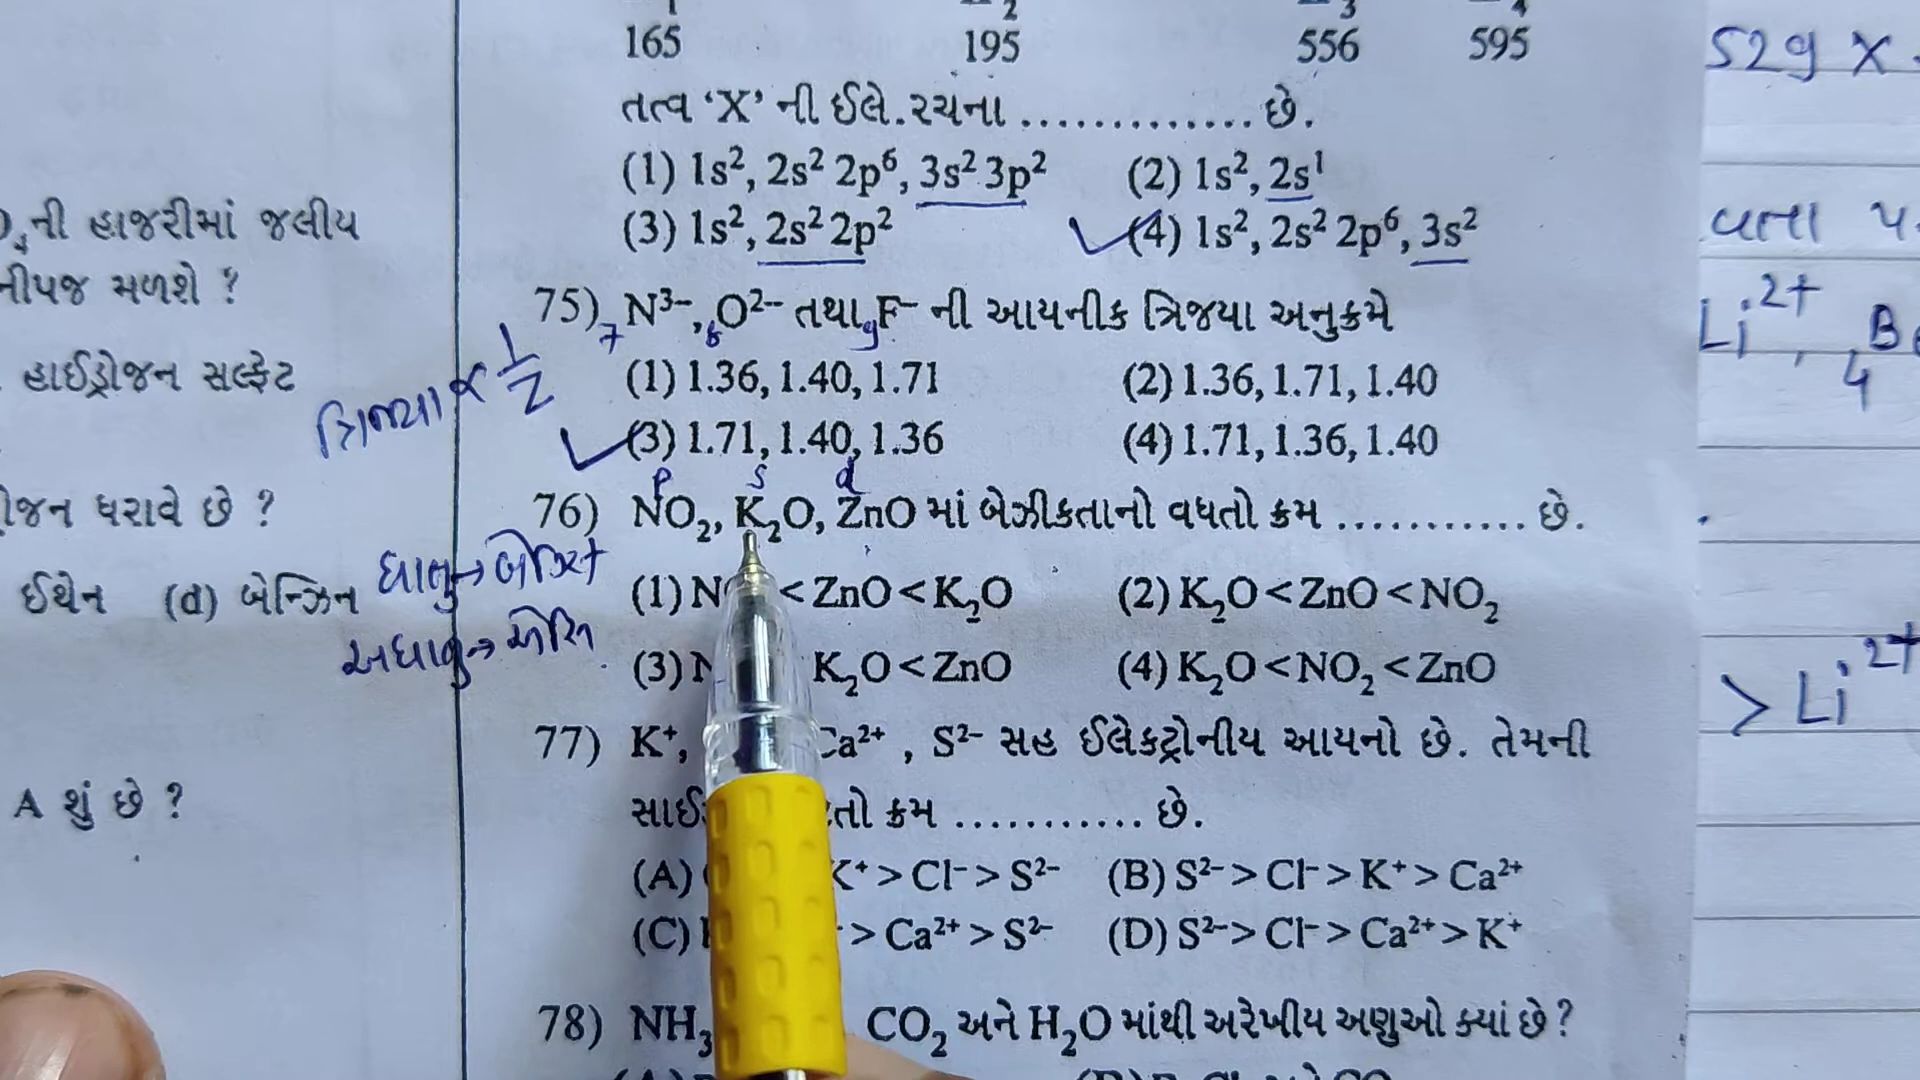 165 195 556 595
તત્વ ‘X’ ની ઈલે.રચના ............. છે.
(1) 1s², 2s² 2p⁶, 3s² 3p² (2) 1s², 2s¹
(3) 1s², 2s² 2p² (4) 1s², 2s² 2p⁶, 3s²
75) ₇N³⁻, ₈O²⁻ તથા ₉F⁻ ની આયનીક ત્રિજયા અનુક્રમે
(1) 1.36, 1.40, 1.71 (2) 1.36, 1.71, 1.40
(3) 1.71, 1.40, 1.36 (4) 1.71, 1.36, 1.40
p s d
76) NO₂, K₂O, ZnO માં બેઝીકતાનો વધતો ક્રમ ............ છે.
(1) N < ZnO < K₂O (2) K₂O < ZnO < NO₂
(3) N K₂O < ZnO (4) K₂O < NO₂ < ZnO
77) K⁺, Ca²⁺ , S²⁻ સહ ઈલેકટ્રોનીય આયનો છે. તેમની
ક્રમ ............ છે.
(A) K⁺ > Cl⁻ > S²⁻ (B) S²⁻ > Cl⁻ > K⁺ > Ca²⁺
(C) > Ca²⁺ > S²⁻ (D) S²⁻ > Cl⁻ > Ca²⁺ > K⁺
78) NH₃ CO₂ અને H₂O માંથી અરેખીય અણુઓ ક્યાં છે ?
ની હાજરીમાં જલીય
નીપજ મળશે ?
હાઈડ્રોજન સલ્ફેટ
ધરાવે છે ?
ઈથેન (d) બેન્ઝિન
A શું છે ?
ત્રિજ્યા ∝ 1/Z
ધાતુ → બેઝિક
અધાતુ →
529 X
Li²⁺, ₄B
> Li²⁺